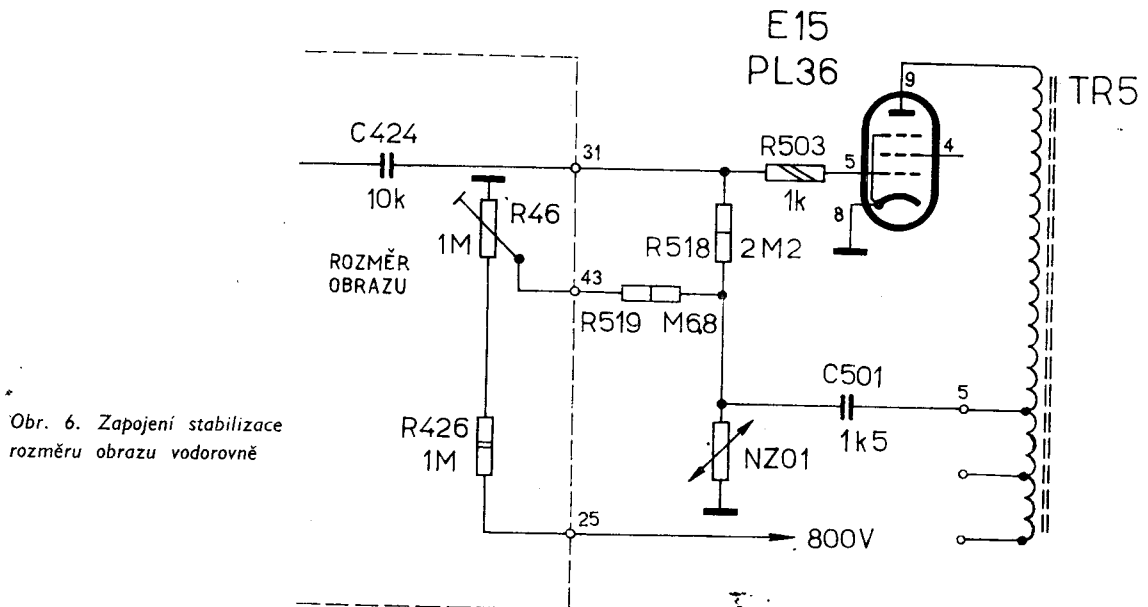 E15
PL36
9
TR5
C424
31
R503
5
4
10k
1k
8
R46
1M
R518
2M2
ROZMĚR
OBRAZU
43
R519
M68
C501
5
1k5
Obr. 6. Zapojení stabilizace
rozměru obrazu vodorovně
R426
1M
NZ01
25
800V